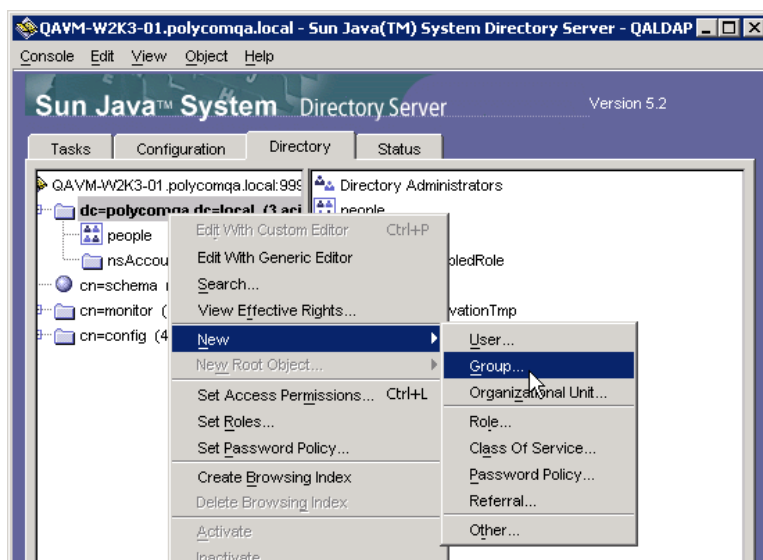 QAVM-W2K3-01.polycomqa.local - Sun Java(TM) System Directory Server - QALDAP
Console Edit View Object Help
Sun Java™ System Directory Server
Version 5.2
Tasks Configuration Directory Status
QAVM-W2K3-01.polycomqa.local:999
dc=polycomqa,dc=local (3 aci
people
nsAccou
cn=schema
cn=monitor (
cn=config (4
Directory Administrators
people
bledRole
vationTmp
Edit With Custom Editor Ctrl+P
Edit With Generic Editor
Search...
View Effective Rights...
New
New Root Object...
Set Access Permissions... Ctrl+L
Set Roles...
Set Password Policy...
Create Browsing Index
Delete Browsing Index
Activate
Inactivate
User...
Group...
Organizational Unit...
Role...
Class Of Service...
Password Policy...
Referral...
Other...